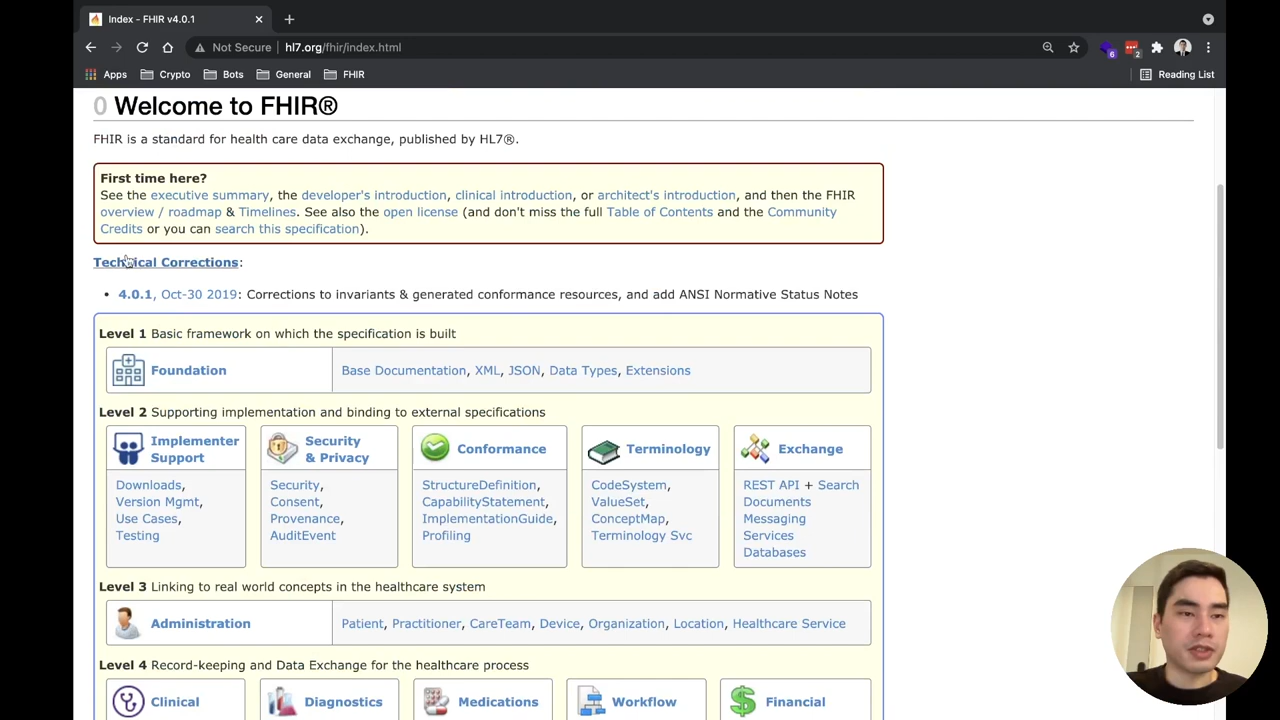 Index - FHIR v4.0.1
Not Secure | hl7.org/fhir/index.html
6
2
Apps Crypto Bots General FHIR Reading List
0 Welcome to FHIR®
FHIR is a standard for health care data exchange, published by HL7®.
First time here?
See the executive summary, the developer's introduction, clinical introduction, or architect's introduction, and then the FHIR
overview / roadmap & Timelines. See also the open license (and don't miss the full Table of Contents and the Community
Credits or you can search this specification).
Technical Corrections:
• 4.0.1, Oct-30 2019: Corrections to invariants & generated conformance resources, and add ANSI Normative Status Notes
Level 1 Basic framework on which the specification is built
Foundation
Base Documentation, XML, JSON, Data Types, Extensions
Level 2 Supporting implementation and binding to external specifications
Implementer
Support
Downloads,
Version Mgmt,
Use Cases,
Testing
Security
& Privacy
Security,
Consent,
Provenance,
AuditEvent
Conformance
StructureDefinition,
CapabilityStatement,
ImplementationGuide,
Profiling
Terminology
CodeSystem,
ValueSet,
ConceptMap,
Terminology Svc
Exchange
REST API + Search
Documents
Messaging
Services
Databases
Level 3 Linking to real world concepts in the healthcare system
Administration
Patient, Practitioner, CareTeam, Device, Organization, Location, Healthcare Service
Level 4 Record-keeping and Data Exchange for the healthcare process
Clinical
Diagnostics
Medications
Workflow
Financial